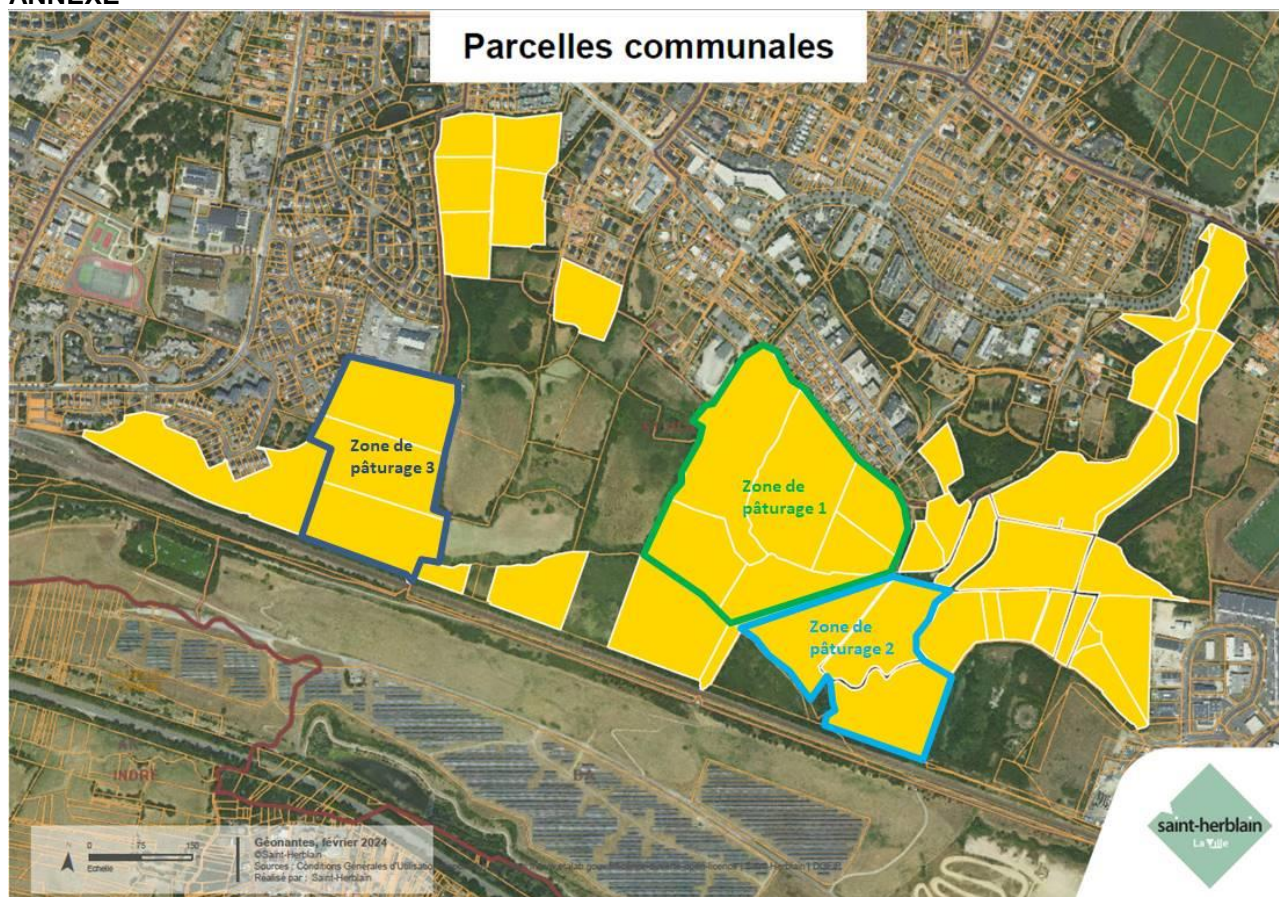 ANNEXE
Parcelles communales
Zone de
pâturage 3
Zone de
pâturage 1
Zone de
pâturage 2
INDRE
BA
saint-herblain
La Ville
0 75 150
Echelle
Géonantes, février 2024
©Saint-Herblain
Sources : Conditions Générales d'Utilisation
Réalisé par : Saint-Herblain